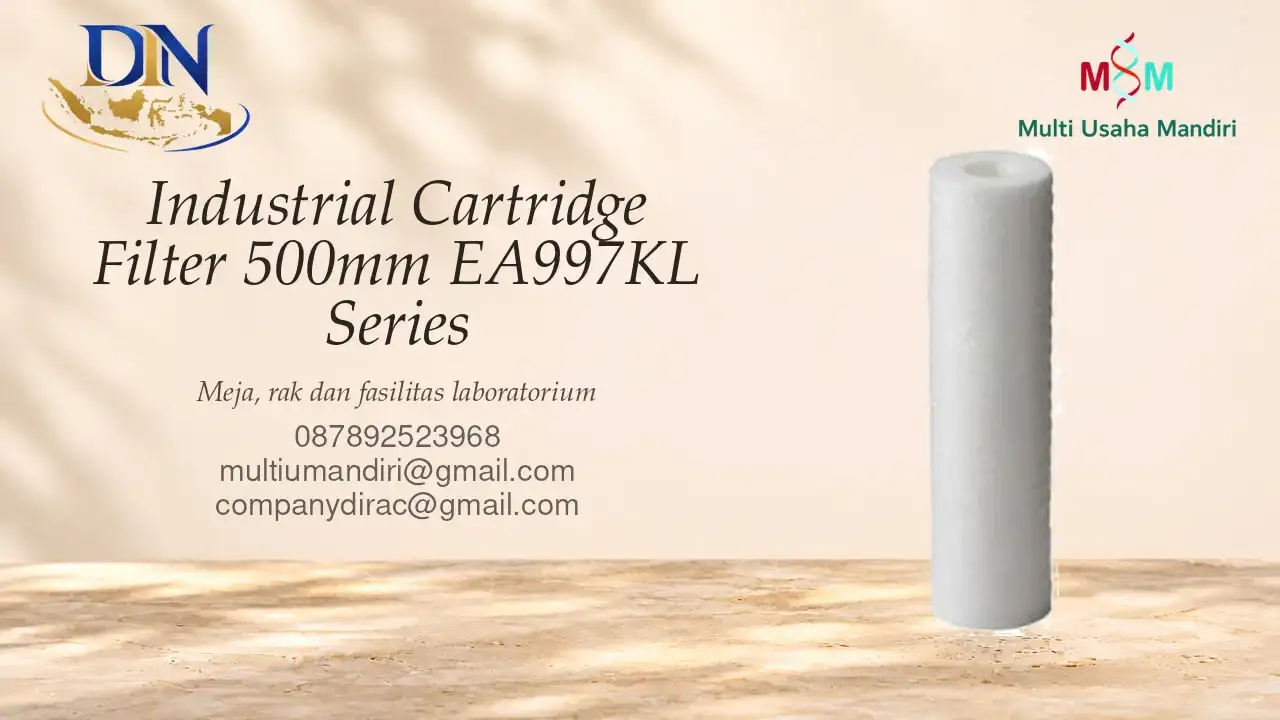 DN
M M
Multi Usaha Mandiri
Industrial Cartridge
Filter 500mm EA997KL
Series
Meja, rak dan fasilitas laboratorium
087892523968
multiumandiri@gmail.com
companydirac@gmail.com